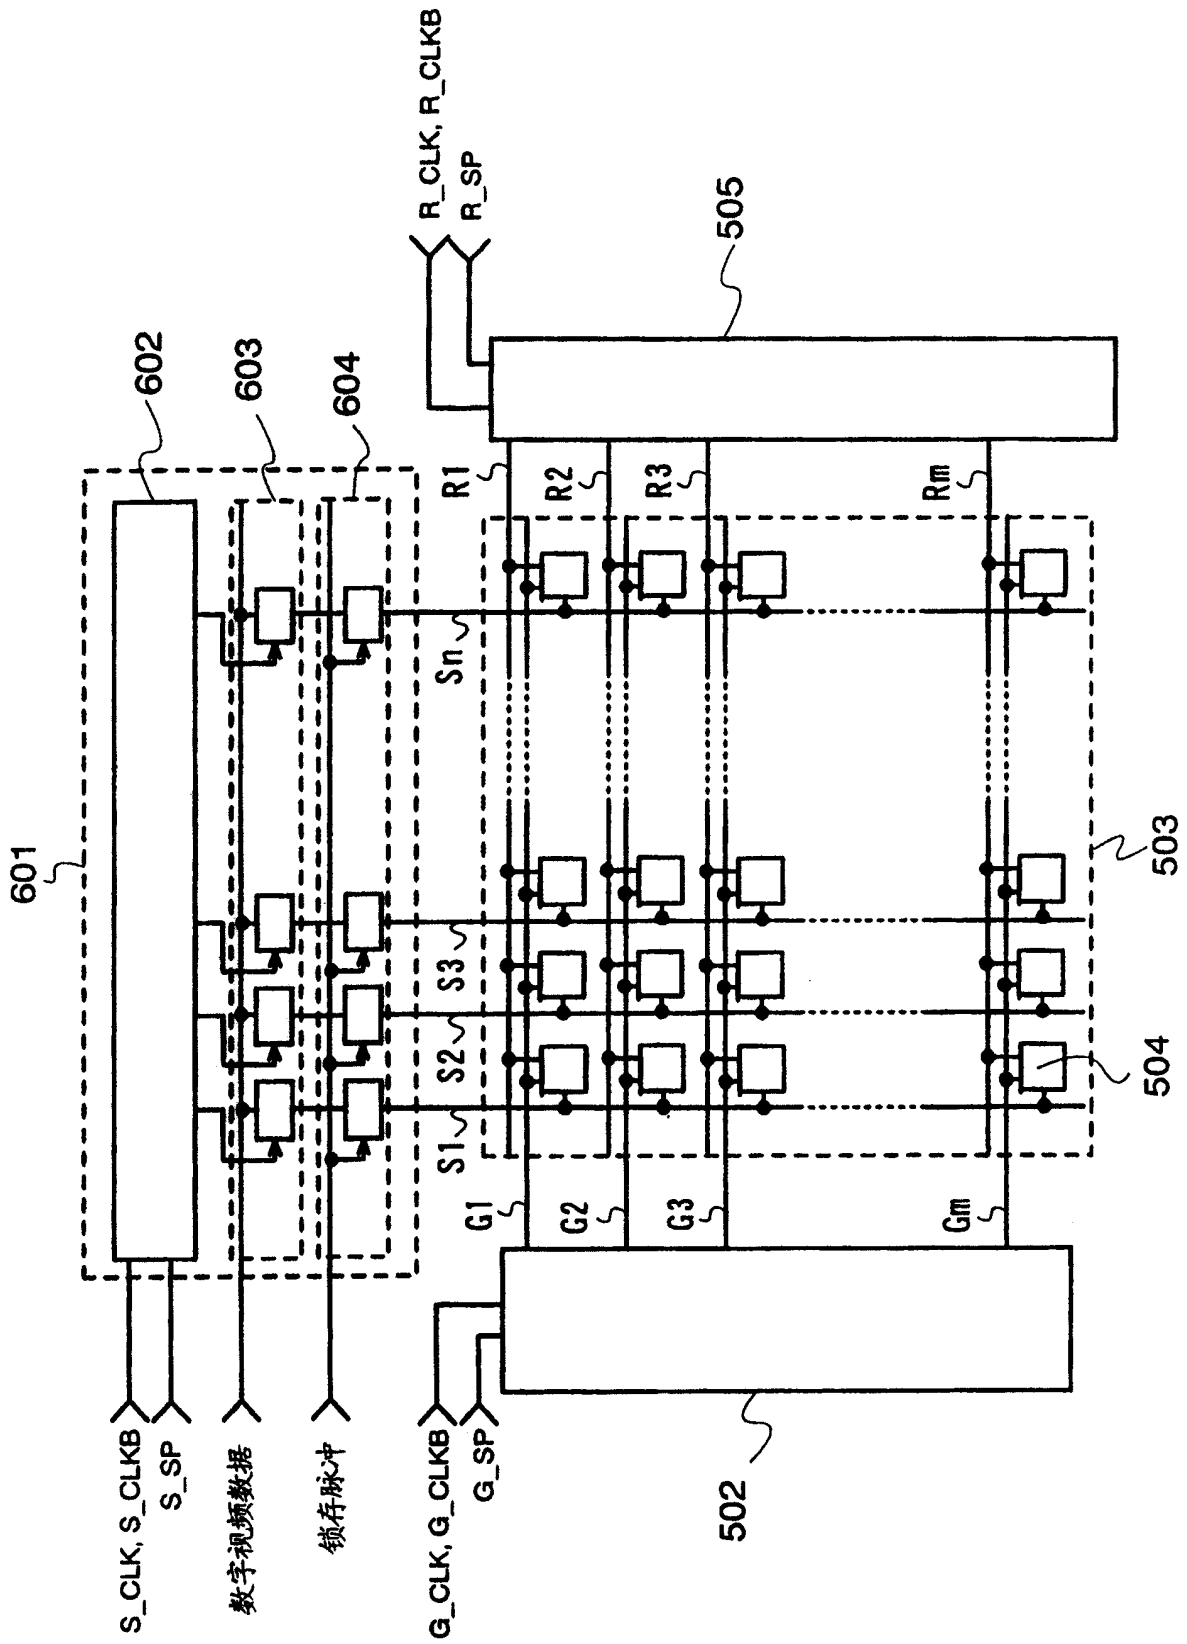 601
602
603
604
S_CLK, S_CLKB
S_SP
数字视频数据
锁存脉冲
R_CLK, R_CLKB
R_SP
G_CLK, G_CLKB
G_SP
S1
S2
S3
Sn
G1
G2
G3
Gm
R1
R2
R3
Rm
502
503
504
505